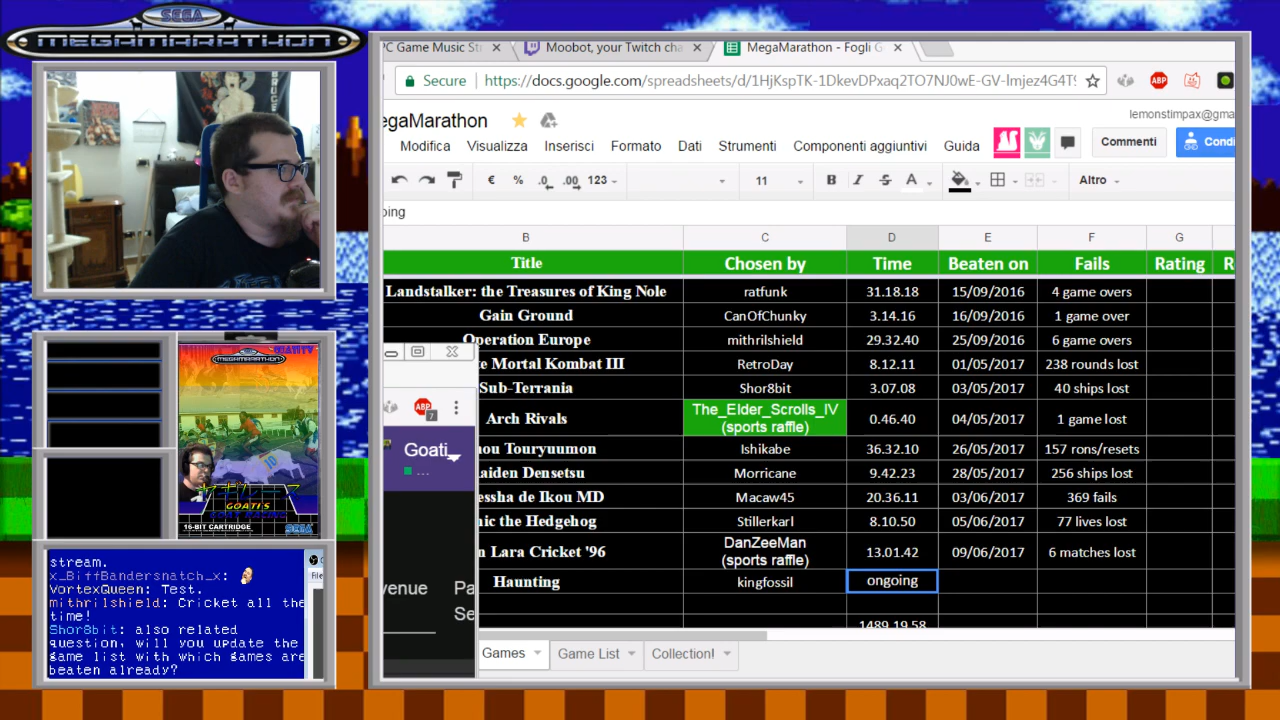 SEGA
MEGAMARATHON
PC Game Music St
Moobot, your Twitch cha
MegaMarathon - Fogli G
Secure
https://docs.google.com/spreadsheets/d/1HjKspTK-1DkevDPxaq2TO7NJ0wE-GV-lmjez4G4T
ABP
egaMarathon
lemonstimpax@gma
Modifica Visualizza Inserisci Formato Dati Strumenti Componenti aggiuntivi Guida
Commenti
Condi
€ % .0 .00 123 11 B I S A Altro
oing
B C D E F G
Title Chosen by Time Beaten on Fails Rating R
Landstalker: the Treasures of King Nole ratfunk 31.18.18 15/09/2016 4 game overs
Gain Ground CanOfChunky 3.14.16 16/09/2016 1 game over
Operation Europe mithrilshield 29.32.40 25/09/2016 6 game overs
te Mortal Kombat III RetroDay 8.12.11 01/05/2017 238 rounds lost
Sub-Terrania Shor8bit 3.07.08 03/05/2017 40 ships lost
Arch Rivals The_Elder_Scrolls_IV (sports raffle) 0.46.40 04/05/2017 1 game lost
hou Touryuumon Ishikabe 36.32.10 26/05/2017 157 rons/resets
aiden Densetsu Morricane 9.42.23 28/05/2017 256 ships lost
essha de Ikou MD Macaw45 20.36.11 03/06/2017 369 fails
nic the Hedgehog Stillerkarl 8.10.50 05/06/2017 77 lives lost
n Lara Cricket '96 DanZeeMan (sports raffle) 13.01.42 09/06/2017 6 matches lost
Haunting kingfossil ongoing
1489.19.58
Games Game List Collection!
ABP
7
Goati
...
venue
Pa
Se
MEGAMARATHON
GOATI'S
16-BIT CARTRIDGE
SEGA
File
stream.
x_BiffBandersnatch_x:
VortexQueen: Test.
mithrilshield: Cricket all the
time!
Shor8bit: also related
question, will you update the
game list with which games are
beaten already?